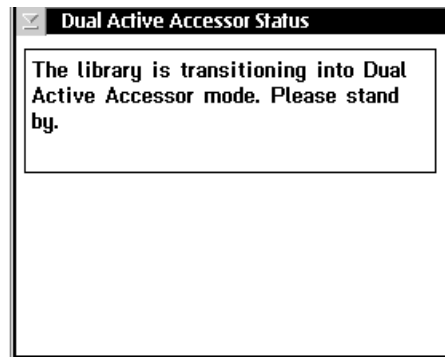 Dual Active Accessor Status
The library is transitioning into Dual
Active Accessor mode. Please stand
by.